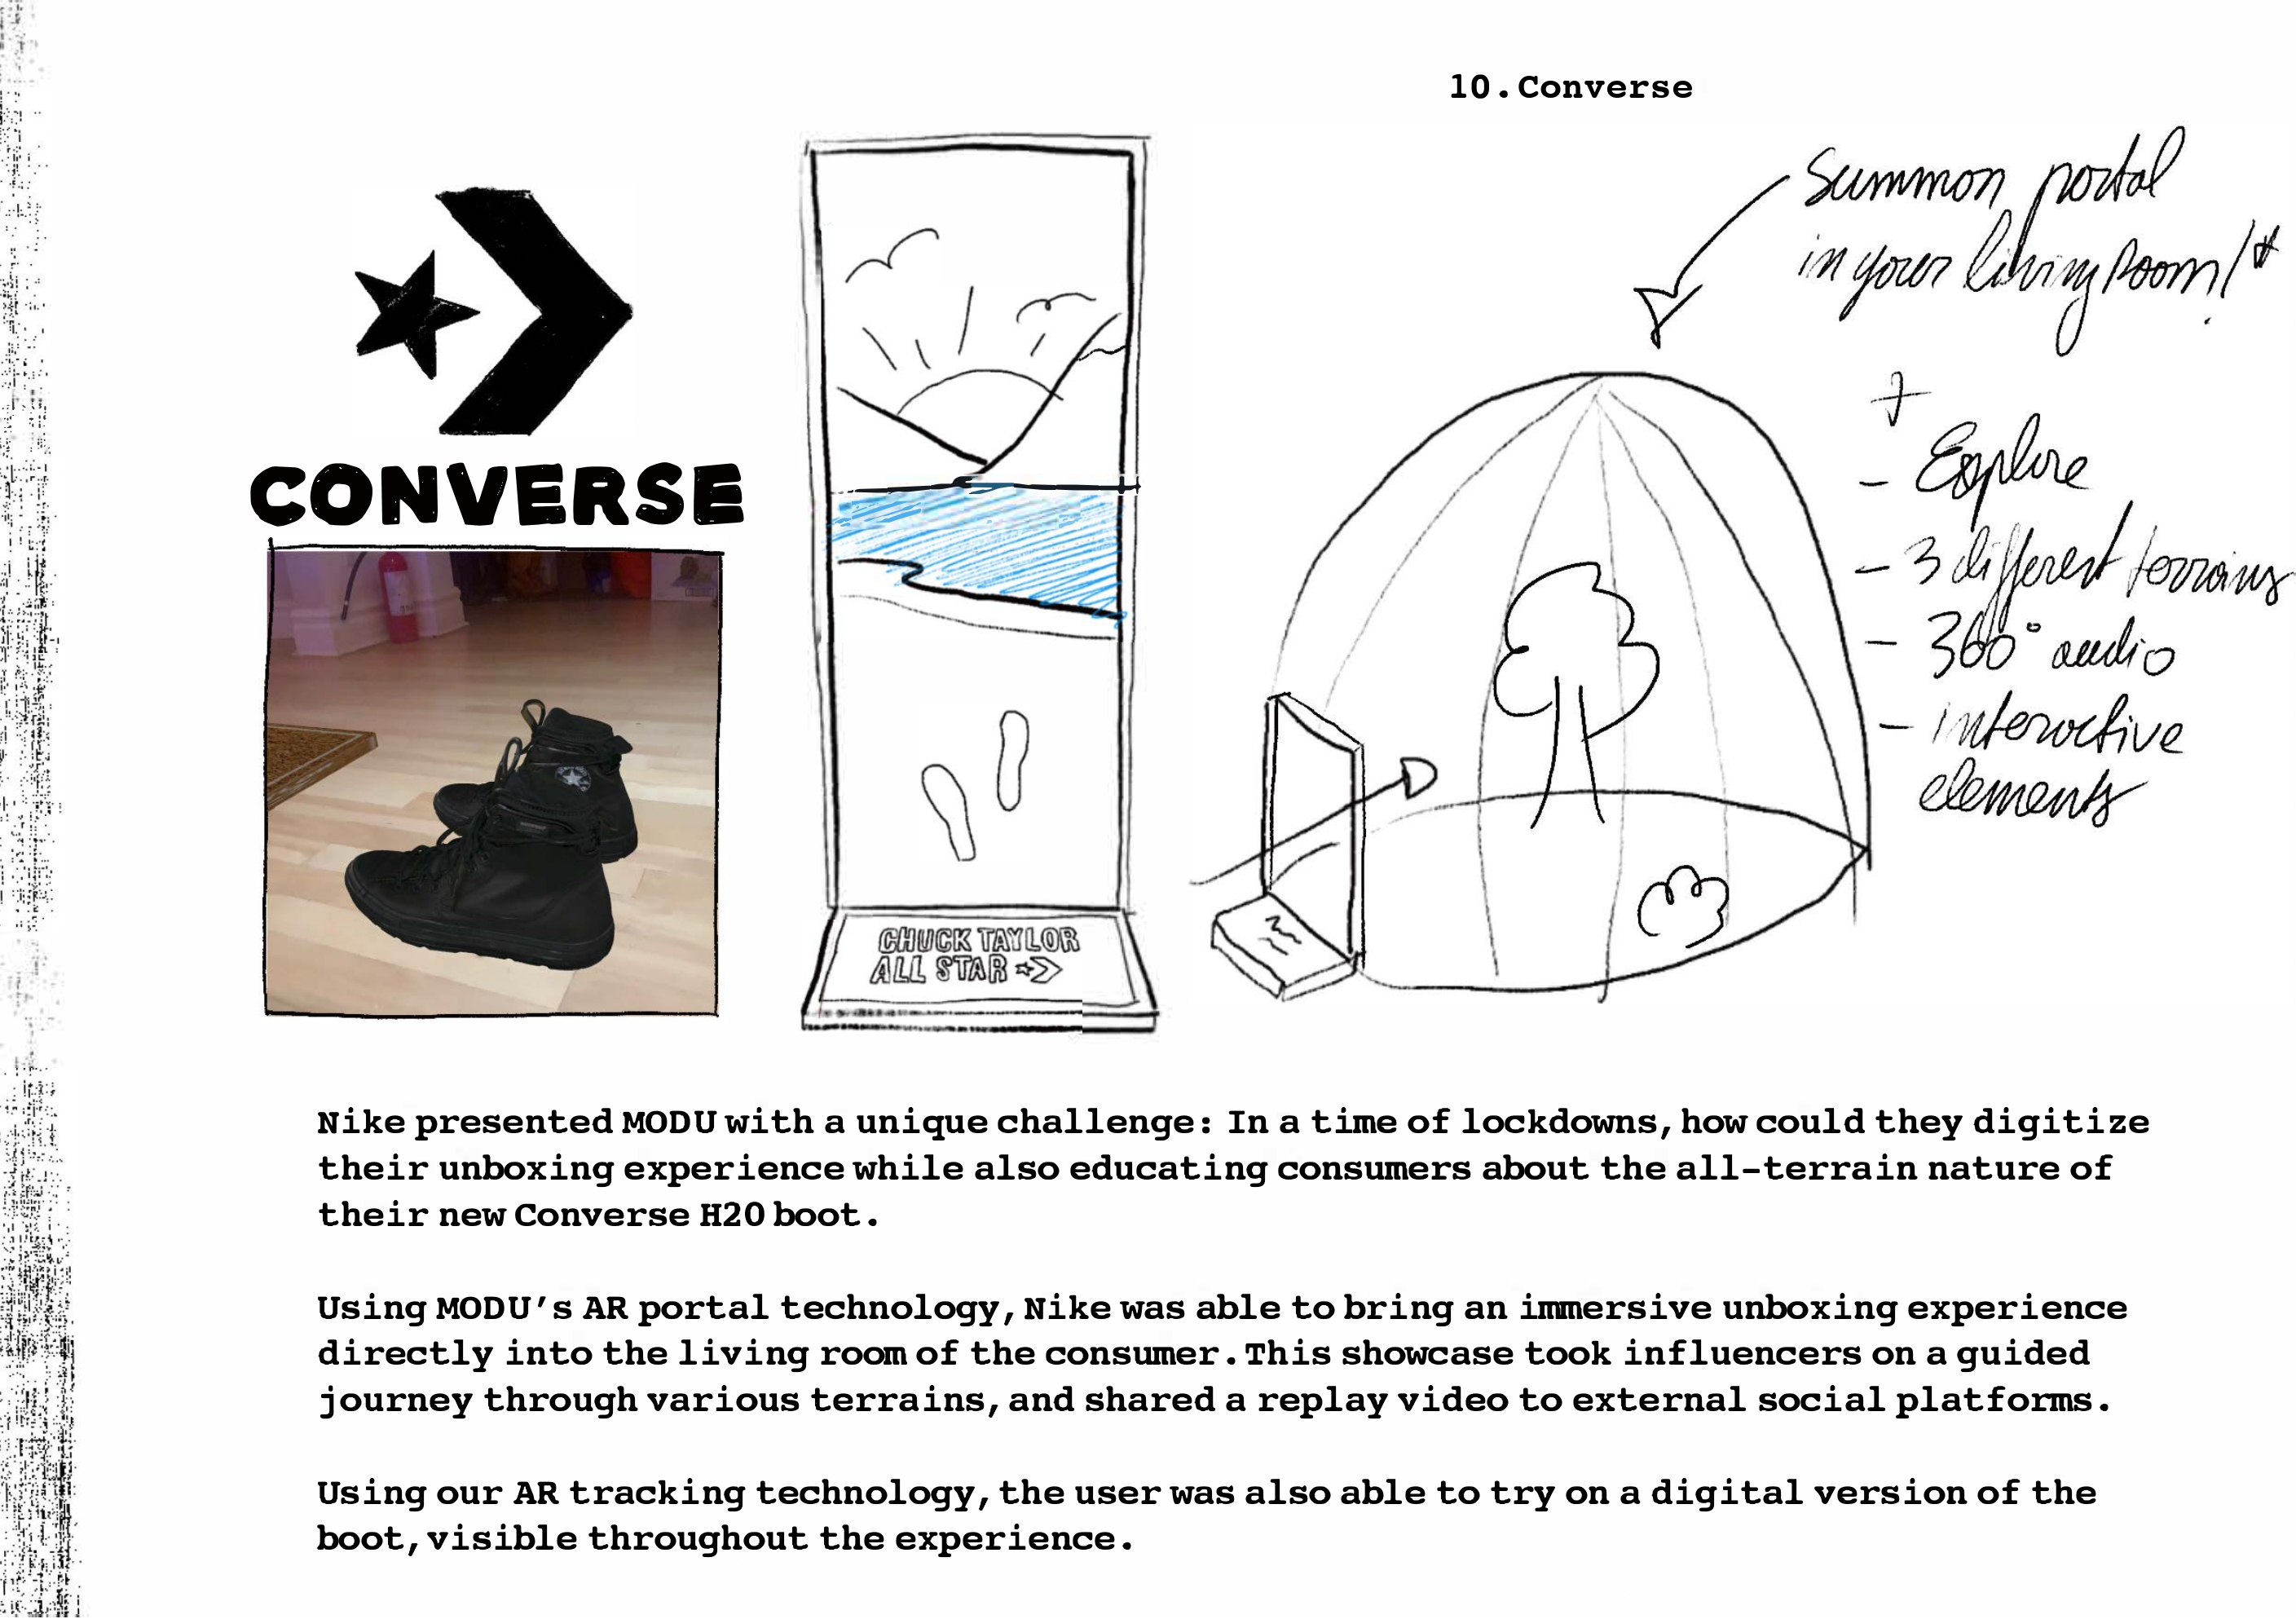 10.Converse
CONVERSE
CHUCK TAYLOR
ALL STAR
Summon portal
in your living Room!*
+
- Explore
- 3 different terrains
- 360° audio
- interactive
elements
Nike presented MODU with a unique challenge: In a time of lockdowns, how could they digitize
their unboxing experience while also educating consumers about the all-terrain nature of
their new Converse H20 boot.
Using MODU’s AR portal technology, Nike was able to bring an immersive unboxing experience
directly into the living room of the consumer. This showcase took influencers on a guided
journey through various terrains, and shared a replay video to external social platforms.
Using our AR tracking technology, the user was also able to try on a digital version of the
boot, visible throughout the experience.